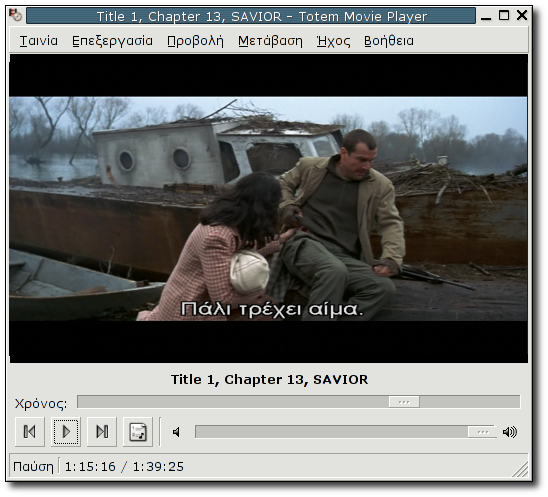 Title 1, Chapter 13, SAVIOR - Totem Movie Player
Ταινία Επεξεργασία Προβολή Μετάβαση Ήχος Βοήθεια
Πάλι τρέχει αίμα.
Title 1, Chapter 13, SAVIOR
Χρόνος:
Παύση 1:15:16 / 1:39:25